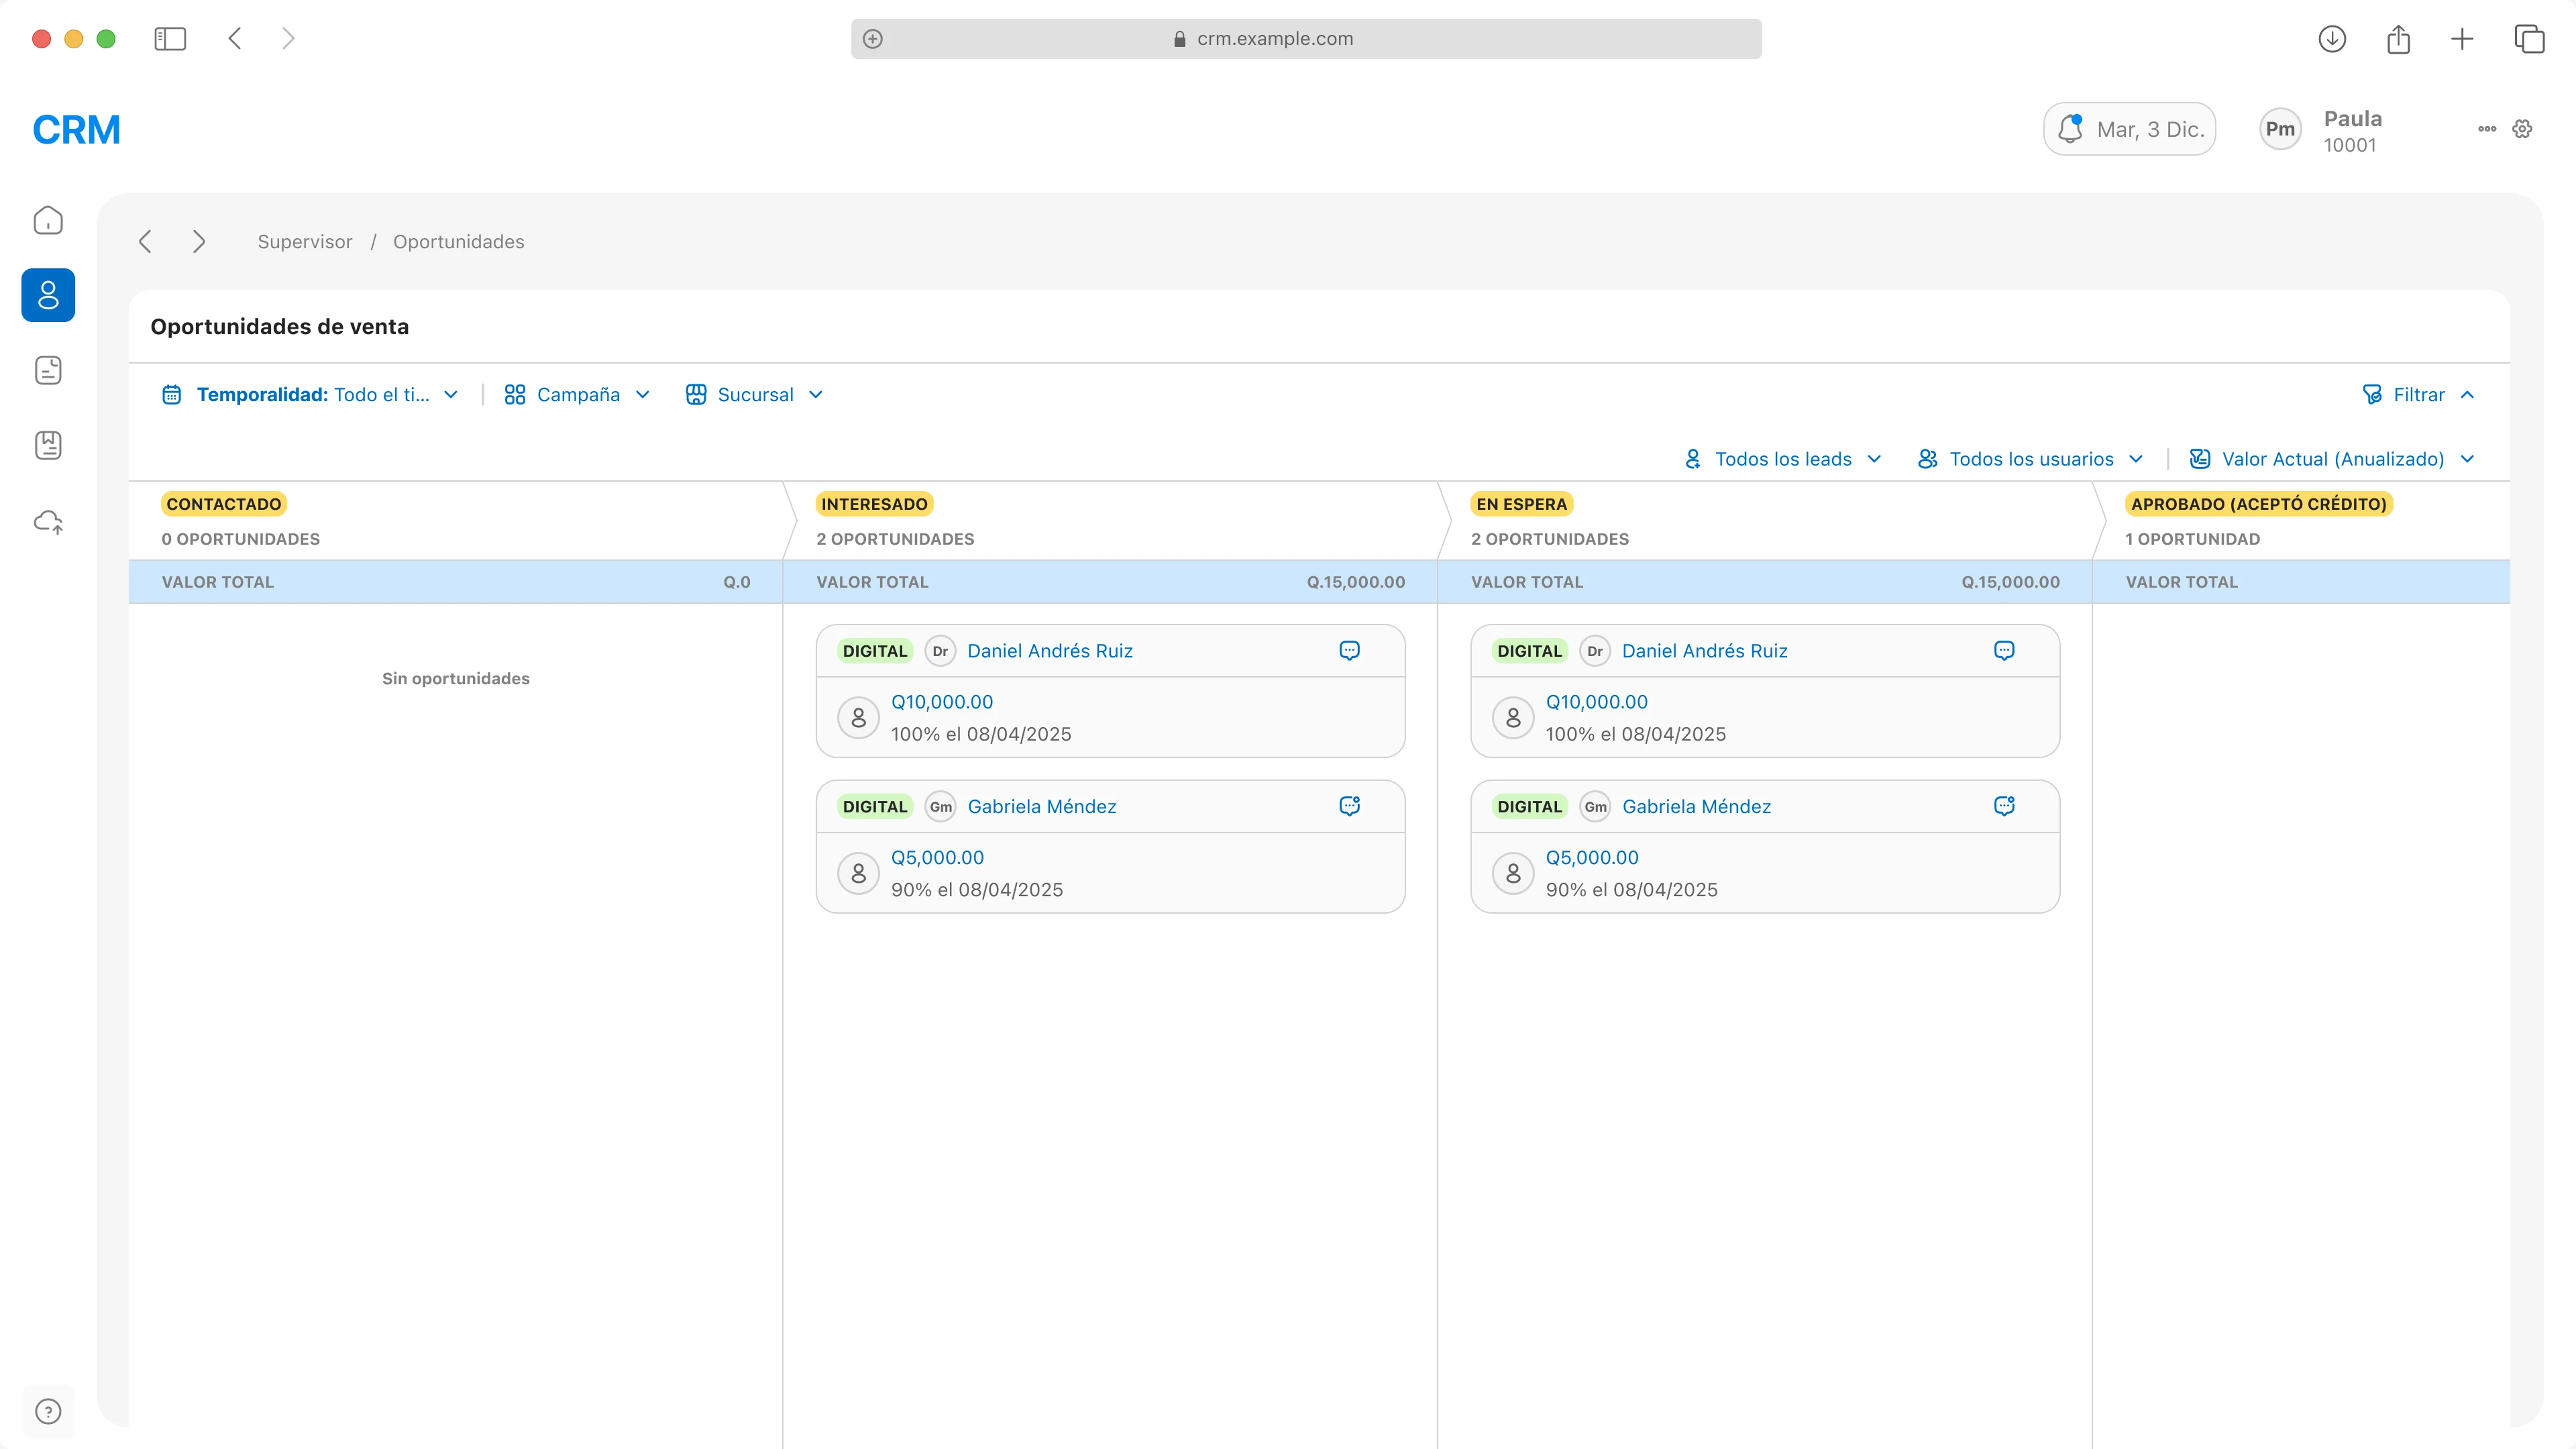 crm.example.com
CRM
Mar, 3 Dic.
Pm
Paula
10001
Supervisor / Oportunidades
Oportunidades de venta
Temporalidad: Todo el ti...
Campaña
Sucursal
Filtrar
Todos los leads
Todos los usuarios
Valor Actual (Anualizado)
CONTACTADO
0 OPORTUNIDADES
VALOR TOTAL Q.0
Sin oportunidades
INTERESADO
2 OPORTUNIDADES
VALOR TOTAL Q.15,000.00
DIGITAL Dr Daniel Andrés Ruiz
Q10,000.00
100% el 08/04/2025
DIGITAL Gm Gabriela Méndez
Q5,000.00
90% el 08/04/2025
EN ESPERA
2 OPORTUNIDADES
VALOR TOTAL Q.15,000.00
DIGITAL Dr Daniel Andrés Ruiz
Q10,000.00
100% el 08/04/2025
DIGITAL Gm Gabriela Méndez
Q5,000.00
90% el 08/04/2025
APROBADO (ACEPTÓ CRÉDITO)
1 OPORTUNIDAD
VALOR TOTAL
?